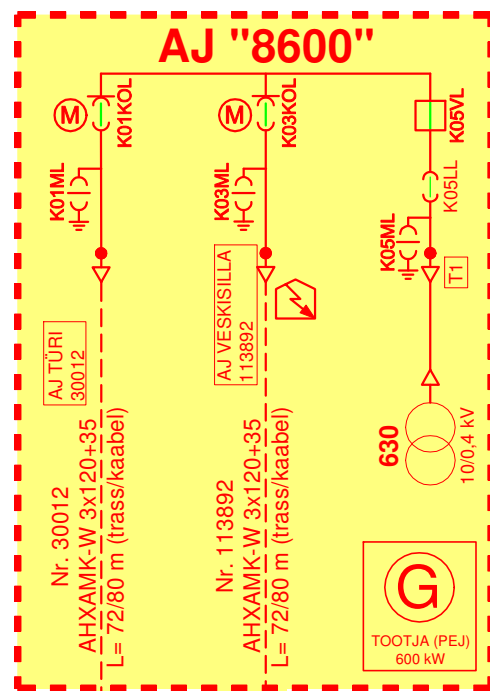 AJ "8600"
M
K01KOL
K01ML
M
K03KOL
K03ML
K05VL
K05LL
K05ML
T1
AJ TÜRI
30012
AJ VESKISILLA
113892
Nr. 30012
AHXAMK-W 3x120+35
L= 72/80 m (trass/kaabel)
Nr. 113892
AHXAMK-W 3x120+35
L= 72/80 m (trass/kaabel)
630
10/0,4 kV
G
TOOTJA (PEJ)
600 kW